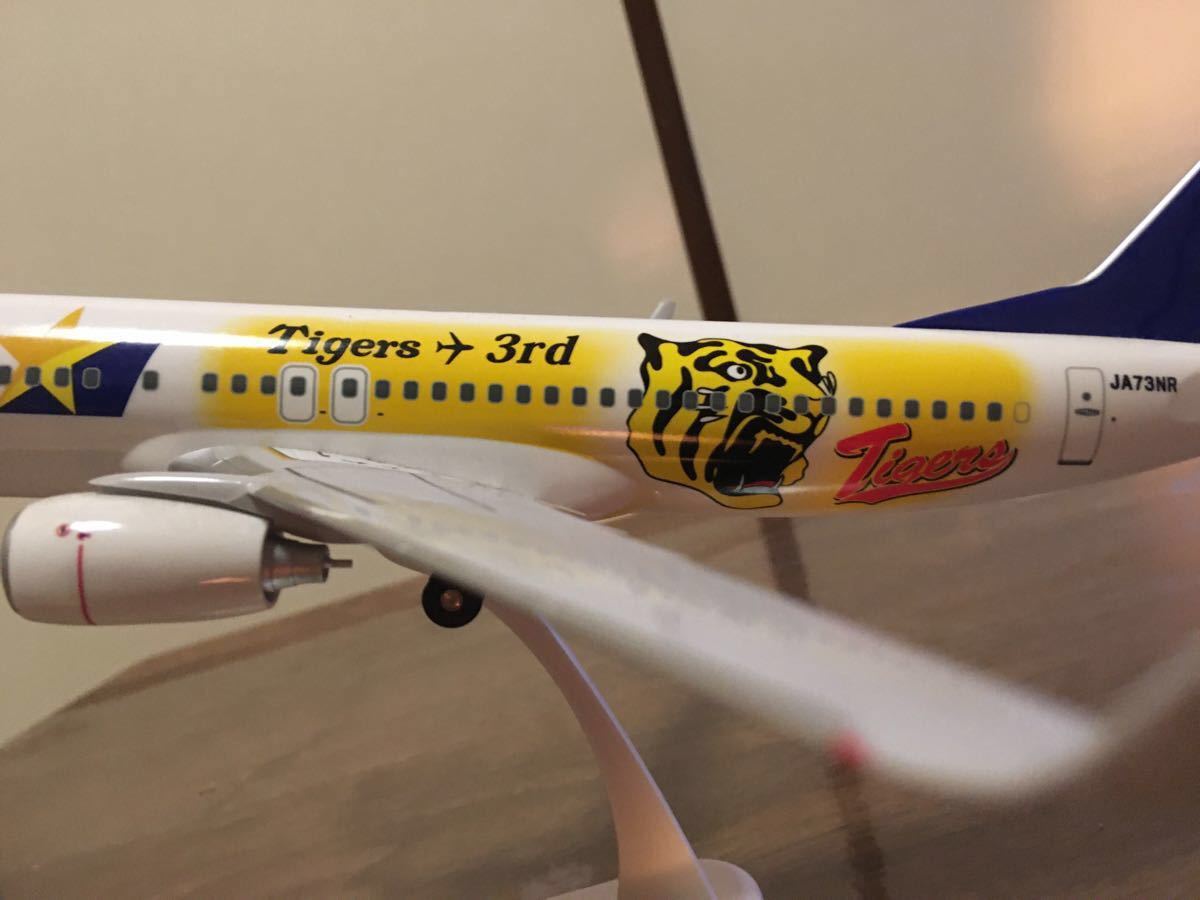 Tigers ✈ 3rd
Tigers
JA73NR